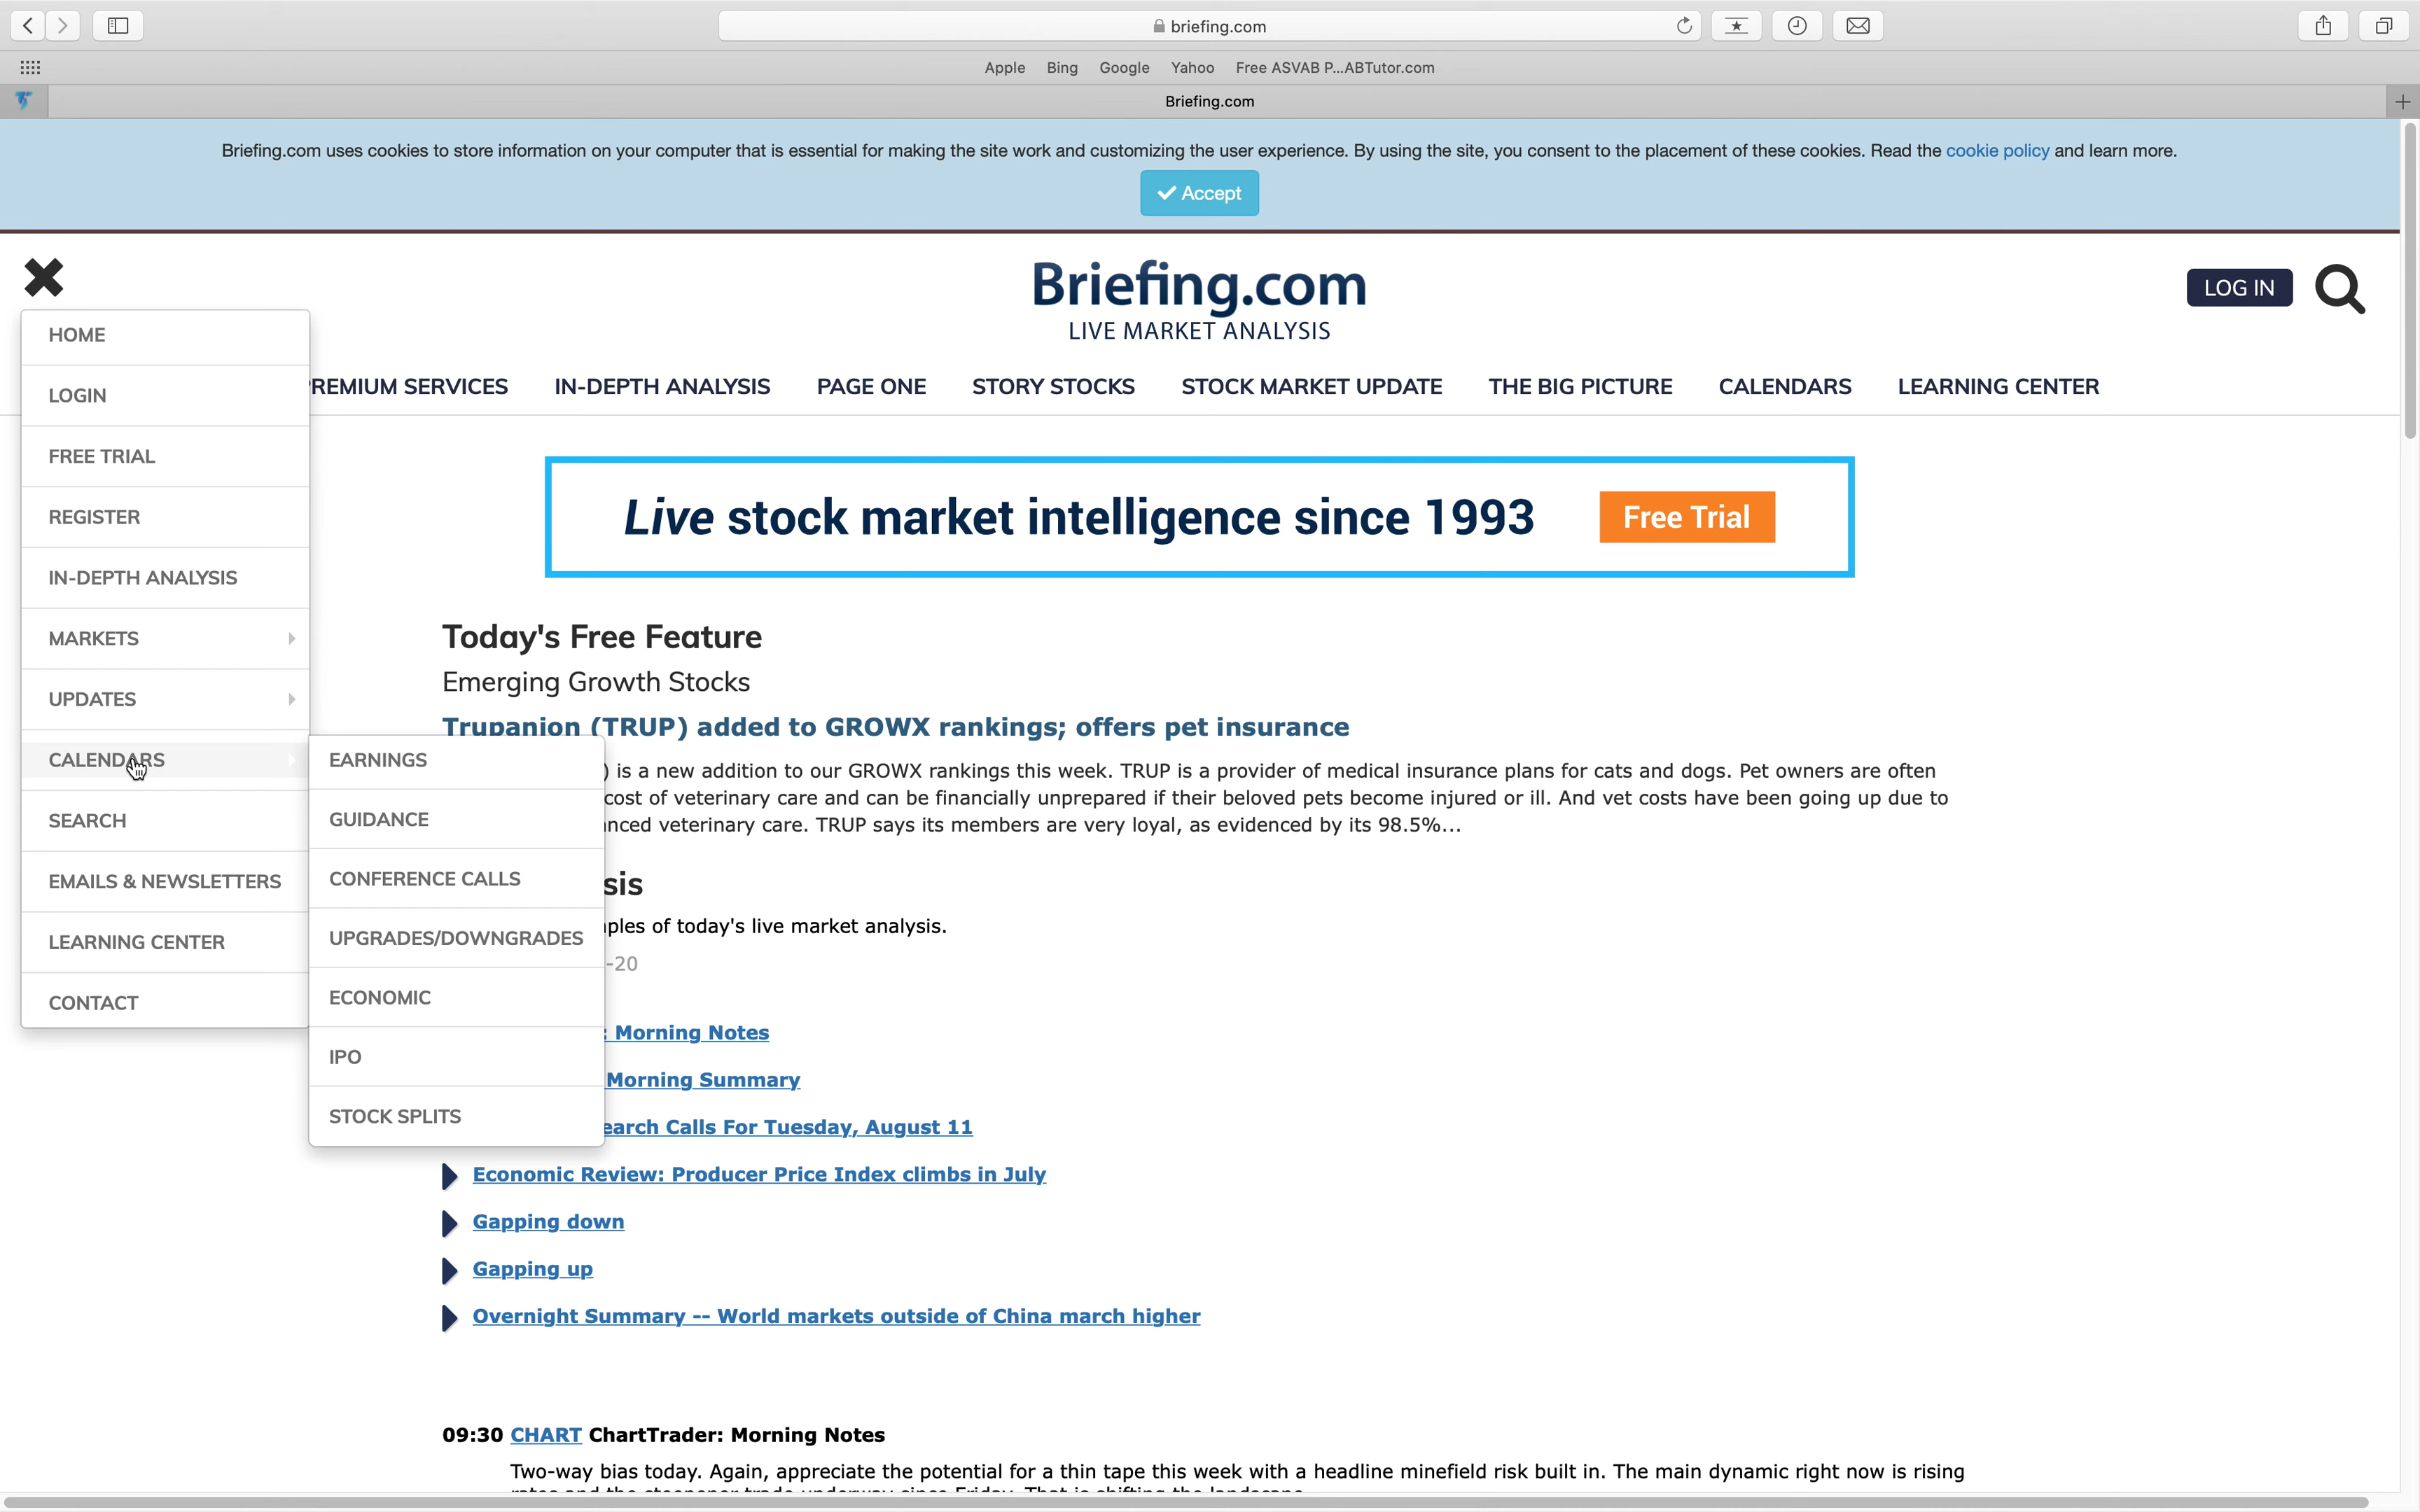 briefing.com
Apple Bing Google Yahoo Free ASVAB P...ABTutor.com
Briefing.com
Briefing.com uses cookies to store information on your computer that is essential for making the site work and customizing the user experience. By using the site, you consent to the placement of these cookies. Read the cookie policy and learn more.
Accept
Briefing.com
LIVE MARKET ANALYSIS
LOG IN
REMIUM SERVICES IN-DEPTH ANALYSIS PAGE ONE STORY STOCKS STOCK MARKET UPDATE THE BIG PICTURE CALENDARS LEARNING CENTER
HOME
LOGIN
FREE TRIAL
REGISTER
IN-DEPTH ANALYSIS
MARKETS
UPDATES
CALENDARS
SEARCH
EMAILS & NEWSLETTERS
LEARNING CENTER
CONTACT
EARNINGS
GUIDANCE
CONFERENCE CALLS
UPGRADES/DOWNGRADES
ECONOMIC
IPO
STOCK SPLITS
Live stock market intelligence since 1993 Free Trial
Today's Free Feature
Emerging Growth Stocks
Trupanion (TRUP) added to GROWX rankings; offers pet insurance
) is a new addition to our GROWX rankings this week. TRUP is a provider of medical insurance plans for cats and dogs. Pet owners are often
cost of veterinary care and can be financially unprepared if their beloved pets become injured or ill. And vet costs have been going up due to
nced veterinary care. TRUP says its members are very loyal, as evidenced by its 98.5%...
sis
ples of today's live market analysis.
-20
: Morning Notes
Morning Summary
earch Calls For Tuesday, August 11
Economic Review: Producer Price Index climbs in July
Gapping down
Gapping up
Overnight Summary -- World markets outside of China march higher
09:30 CHART ChartTrader: Morning Notes
Two-way bias today. Again, appreciate the potential for a thin tape this week with a headline minefield risk built in. The main dynamic right now is rising